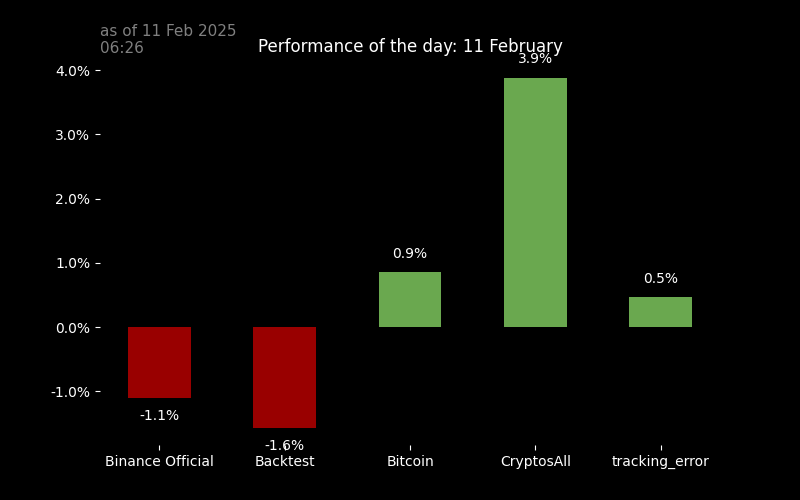 as of 11 Feb 2025
06:26
Performance of the day: 11 February
4.0%
3.0%
2.0%
1.0%
0.0%
-1.0%
-1.1%
-1.6%
0.9%
3.9%
0.5%
Binance Official
Backtest
Bitcoin
CryptosAll
tracking_error